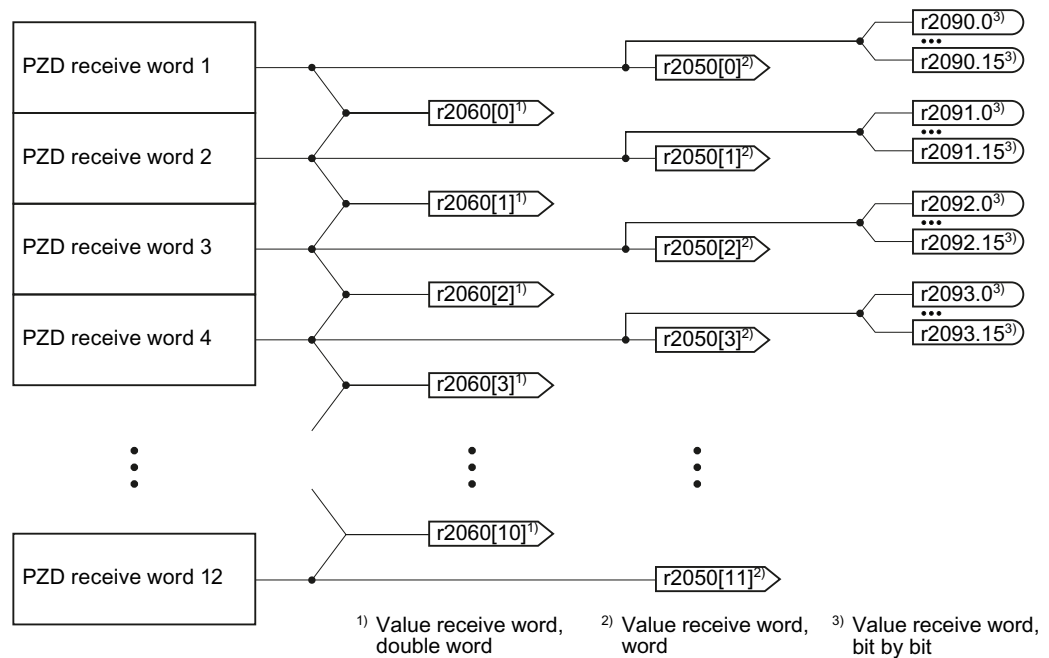 r2090.0³⁾
•••
PZD receive word 1
r2050[0]²⁾
r2090.15³⁾
r2060[0]¹⁾
r2091.0³⁾
•••
PZD receive word 2
r2050[1]²⁾
r2091.15³⁾
r2060[1]¹⁾
r2092.0³⁾
•••
PZD receive word 3
r2050[2]²⁾
r2092.15³⁾
r2060[2]¹⁾
r2093.0³⁾
•••
PZD receive word 4
r2050[3]²⁾
r2093.15³⁾
r2060[3]¹⁾
r2060[10]¹⁾
PZD receive word 12
r2050[11]²⁾
¹⁾ Value receive word,
double word
²⁾ Value receive word,
word
³⁾ Value receive word,
bit by bit